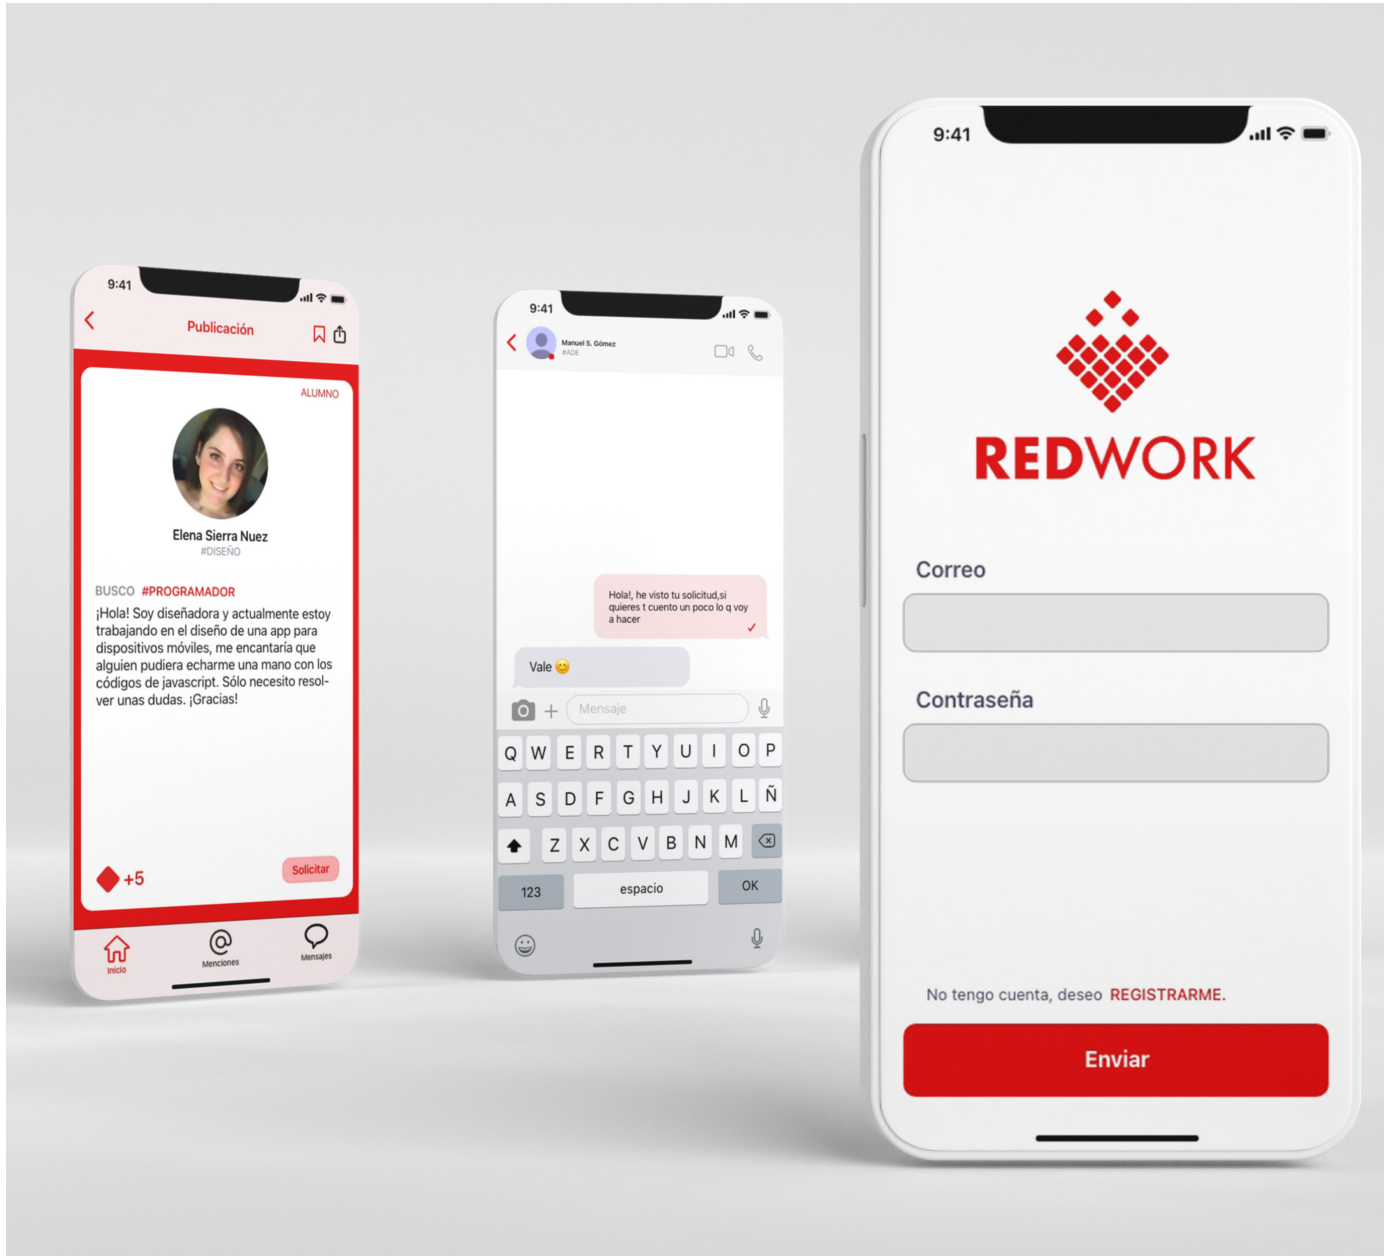 9:41
Publicación
ALUMNO
Elena Sierra Nuez
#DISEÑO
BUSCO #PROGRAMADOR
¡Hola! Soy diseñadora y actualmente estoy
trabajando en el diseño de una app para
dispositivos móviles, me encantaría que
alguien pudiera echarme una mano con los
códigos de javascript. Sólo necesito resol-
ver unas dudas. ¡Gracias!
+5
Solicitar
Inicio
Menciones
Mensajes
9:41
Manuel S. Gómez
#ADE
Hola!, he visto tu solicitud,si
quieres t cuento un poco lo q voy
a hacer
Vale 😊
Mensaje
Q W E R T Y U I O P
A S D F G H J K L Ñ
Z X C V B N M
123 espacio OK
9:41
REDWORK
Correo
Contraseña
No tengo cuenta, deseo REGISTRARME.
Enviar